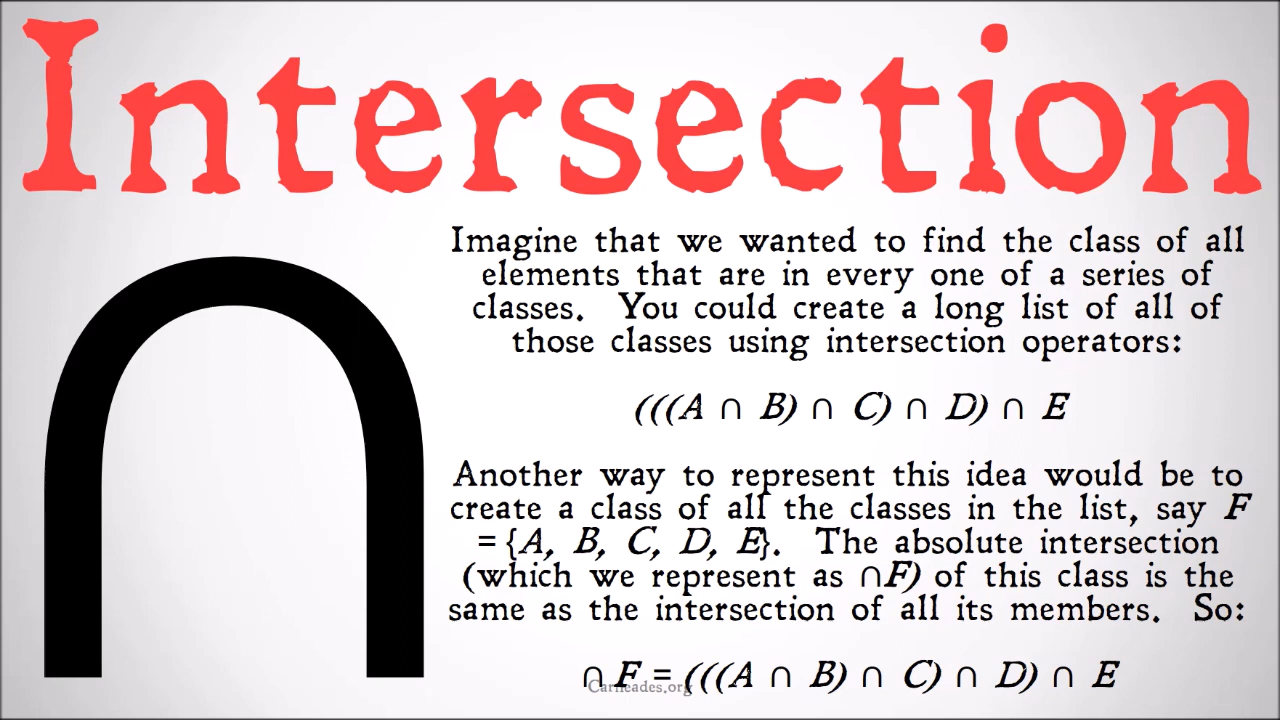 Intersection
∩
Imagine that we wanted to find the class of all
elements that are in every one of a series of
classes. You could create a long list of all of
those classes using intersection operators:
(((A ∩ B) ∩ C) ∩ D) ∩ E
Another way to represent this idea would be to
create a class of all the classes in the list, say F
= {A, B, C, D, E}. The absolute intersection
(which we represent as ∩F) of this class is the
same as the intersection of all its members. So:
∩ F = (((A ∩ B) ∩ C) ∩ D) ∩ E
Carneades.org